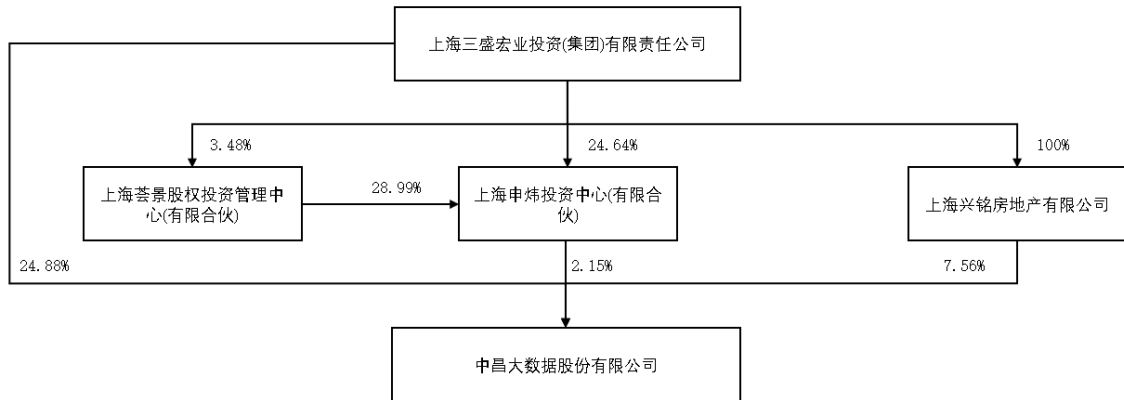 上海三盛宏业投资(集团)有限责任公司
3.48%
24.64%
100%
上海荟景股权投资管理中
心(有限合伙)
28.99%
上海申炜投资中心(有限合
伙)
上海兴铭房地产有限公司
24.88%
2.15%
7.56%
中昌大数据股份有限公司